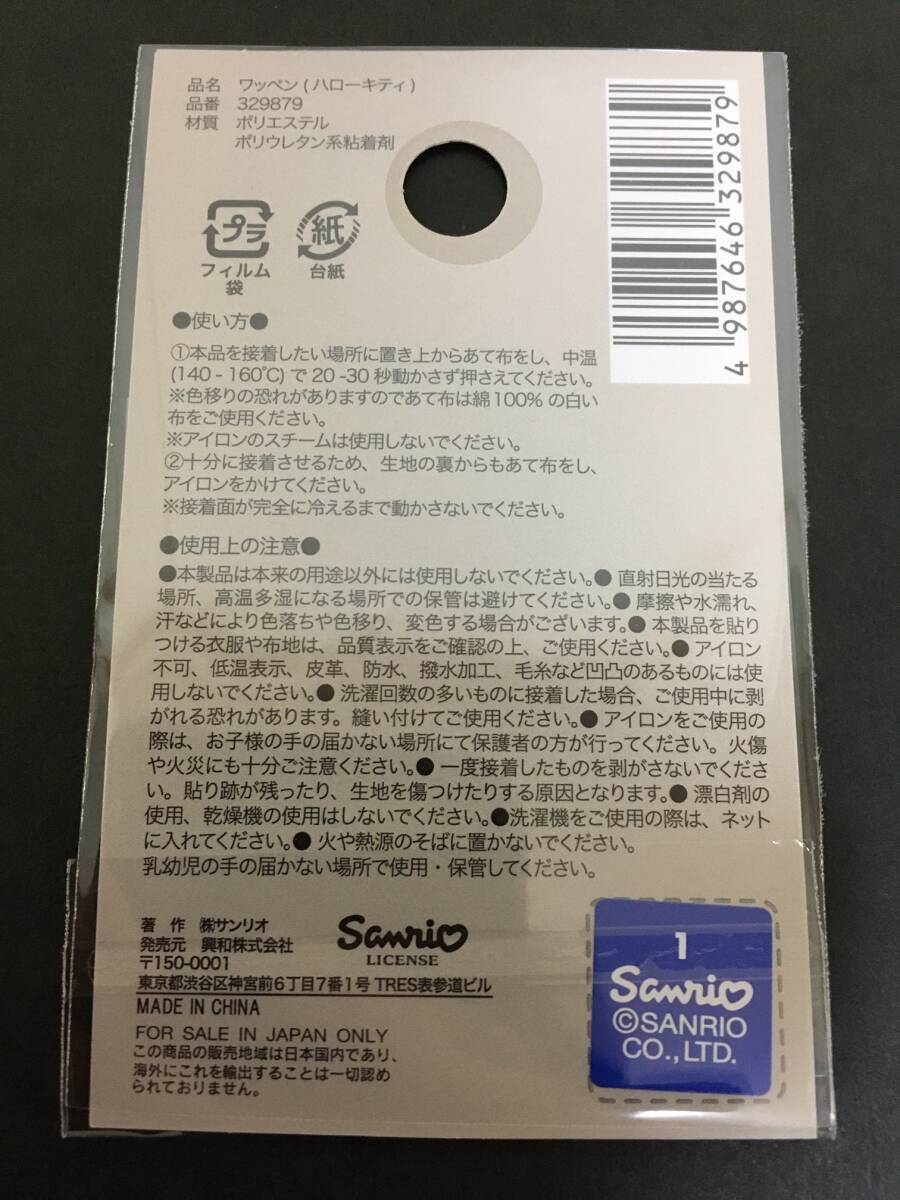 品名 ワッペン(ハローキティ)
品番 329879
材質 ポリエステル
ポリウレタン系粘着剤
4 987646 329879
プラ
フィルム
袋
紙
台紙
●使い方●
①本品を接着したい場所に置き上からあて布をし、中温
(140-160℃)で20-30秒動かさず押さえてください。
※色移りの恐れがありますのであて布は綿100%の白い
布をご使用ください。
※アイロンのスチームは使用しないでください。
②十分に接着させるため、生地の裏からもあて布をし、
アイロンをかけてください。
※接着面が完全に冷えるまで動かさないでください。
●使用上の注意●
●本製品は本来の用途以外には使用しないでください。● 直射日光の当たる
場所、高温多湿になる場所での保管は避けてください。● 摩擦や水濡れ、
汗などにより色落ちや色移り、変色する場合がございます。● 本製品を貼り
つける衣服や布地は、品質表示をご確認の上、ご使用ください。● アイロン
不可、低温表示、皮革、防水、撥水加工、毛糸など凹凸のあるものには使
用しないでください。● 洗濯回数の多いものに接着した場合、ご使用中に剥
がれる恐れがあります。縫い付けてご使用ください。● アイロンをご使用の
際は、お子様の手の届かない場所にて保護者の方が行ってください。火傷
や火災にも十分ご注意ください。● 一度接着したものを剥がさないでくださ
い。貼り跡が残ったり、生地を傷つけたりする原因となります。● 漂白剤の
使用、乾燥機の使用はしないでください。●洗濯機をご使用の際は、ネット
に入れてください。● 火や熱源のそばに置かないでください。
乳幼児の手の届かない場所で使用・保管してください。
著 作 ㈱サンリオ
発売元 興和株式会社
〒150-0001
東京都渋谷区神宮前6丁目7番1号 TRES表参道ビル
MADE IN CHINA
FOR SALE IN JAPAN ONLY
この商品の販売地域は日本国内であり、
海外にこれを輸出することは一切認め
られておりません。
Sanrio
LICENSE
1
Sanrio
©SANRIO
CO.,LTD.